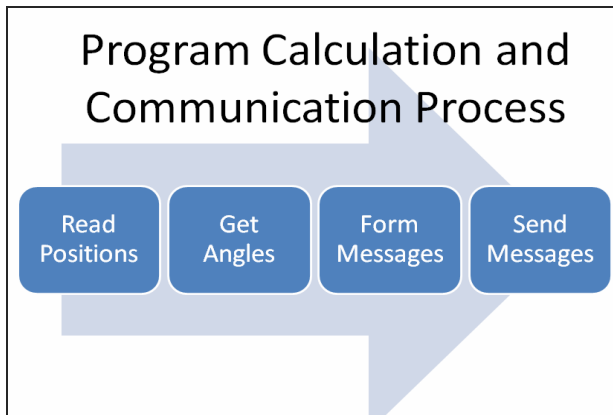 Program Calculation and
Communication Process
Read
Positions
Get
Angles
Form
Messages
Send
Messages